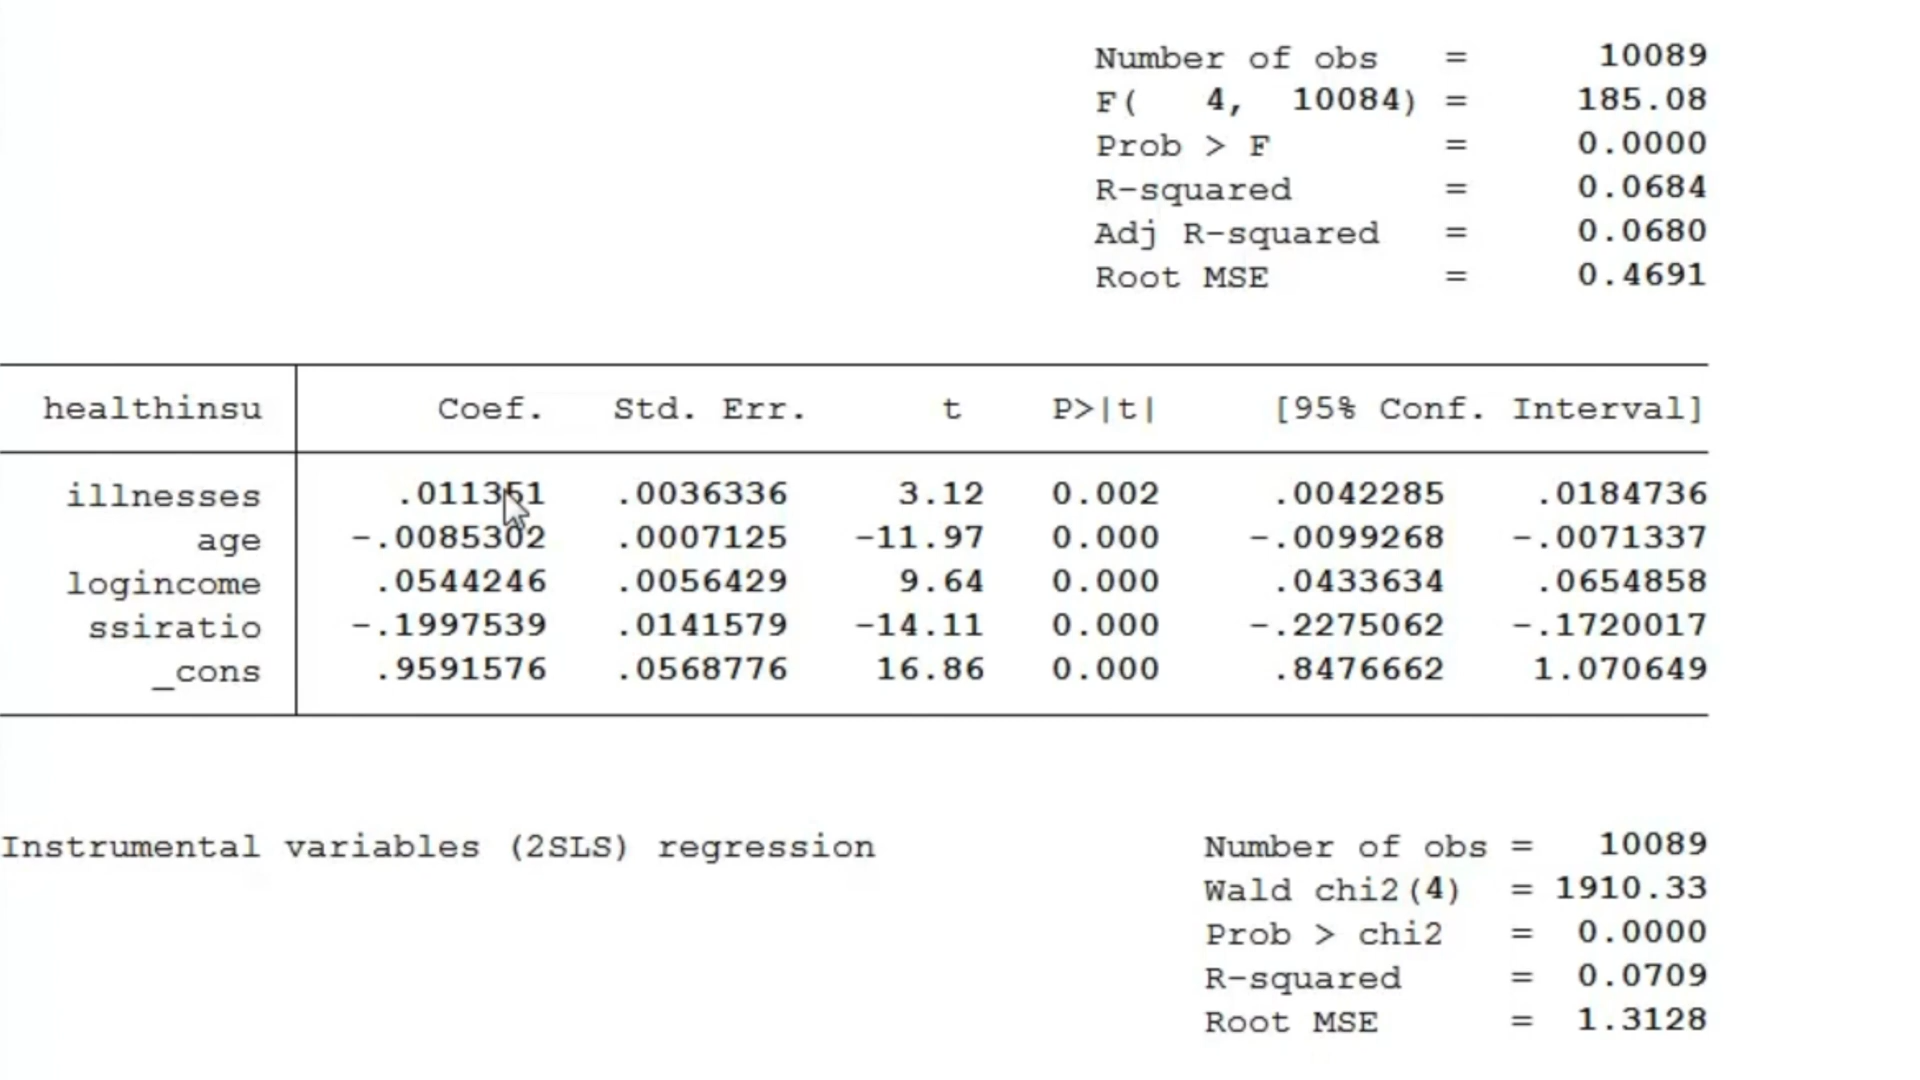 Number of obs = 10089
F( 4, 10084) = 185.08
Prob > F = 0.0000
R-squared = 0.0684
Adj R-squared = 0.0680
Root MSE = 0.4691
healthinsu Coef. Std. Err. t P>|t| [95% Conf. Interval]
illnesses .011351 .0036336 3.12 0.002 .0042285 .0184736
age -.0085302 .0007125 -11.97 0.000 -.0099268 -.0071337
logincome .0544246 .0056429 9.64 0.000 .0433634 .0654858
ssiratio -.1997539 .0141579 -14.11 0.000 -.2275062 -.1720017
_cons .9591576 .0568776 16.86 0.000 .8476662 1.070649
Instrumental variables (2SLS) regression Number of obs = 10089
Wald chi2(4) = 1910.33
Prob > chi2 = 0.0000
R-squared = 0.0709
Root MSE = 1.3128